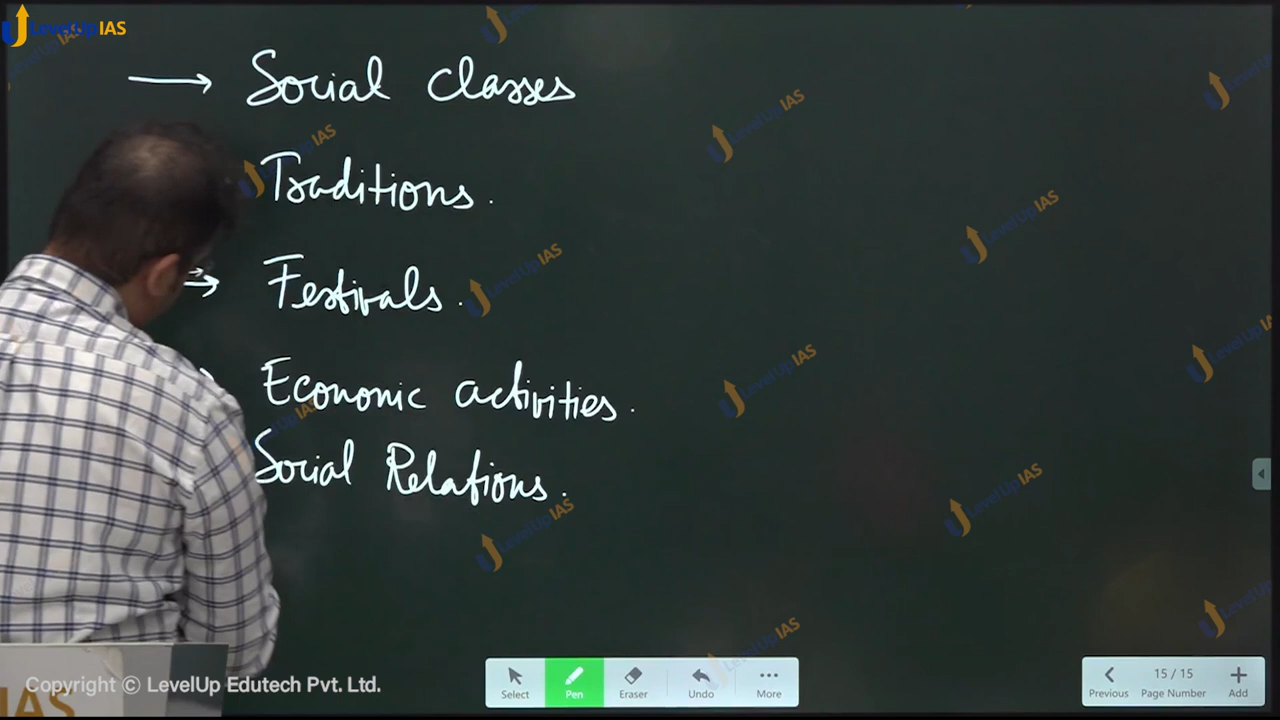 LevelUp IAS
→ Social classes
Traditions.
→ Festivals.
Economic activities.
Social Relations.
Copyright © LevelUp Edutech Pvt. Ltd.
IAS
Select Pen Eraser Undo More
15 / 15
Previous Page Number Add